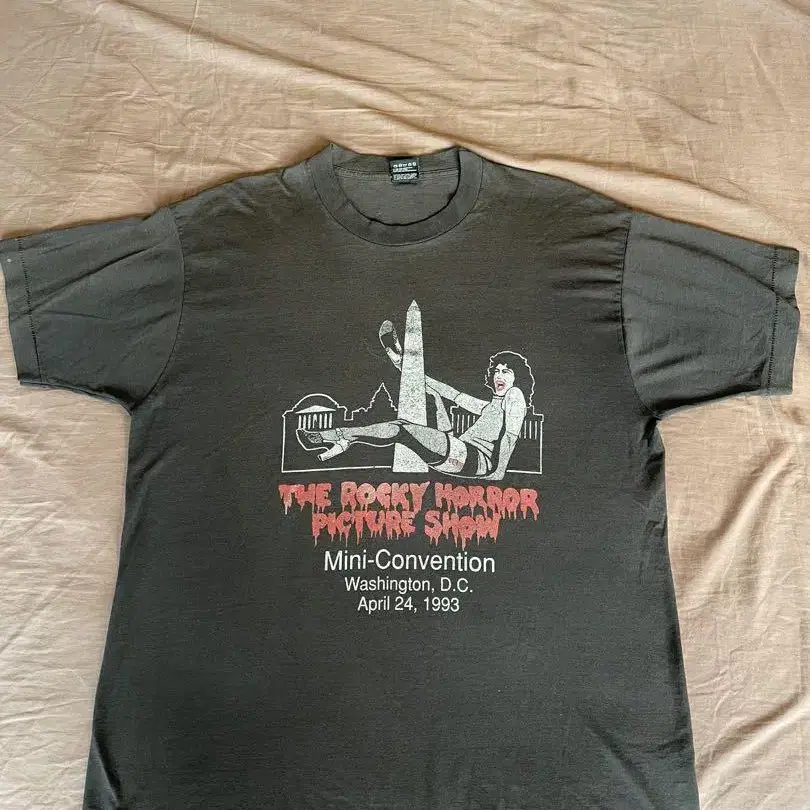 THE ROCKY HORROR
PICTURE SHOW
Mini-Convention
Washington, D.C.
April 24, 1993